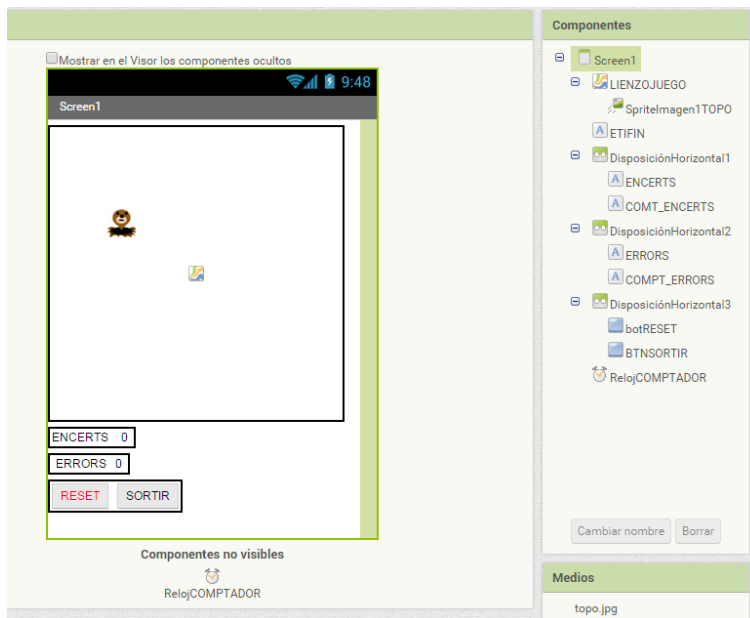 Mostrar en el Visor los componentes ocultos
9:48
Screen1
ENCERTS 0
ERRORS 0
RESET SORTIR
Componentes no visibles
RelojCOMPTADOR
Componentes
Screen1
LIENZOJUEGO
SpriteImagen1TOPO
A ETIFIN
DisposiciónHorizontal1
A ENCERTS
A COMT_ENCERTS
DisposiciónHorizontal2
A ERRORS
A COMPT_ERRORS
DisposiciónHorizontal3
botRESET
BTNSORTIR
RelojCOMPTADOR
Cambiar nombre Borrar
Medios
topo.jpg